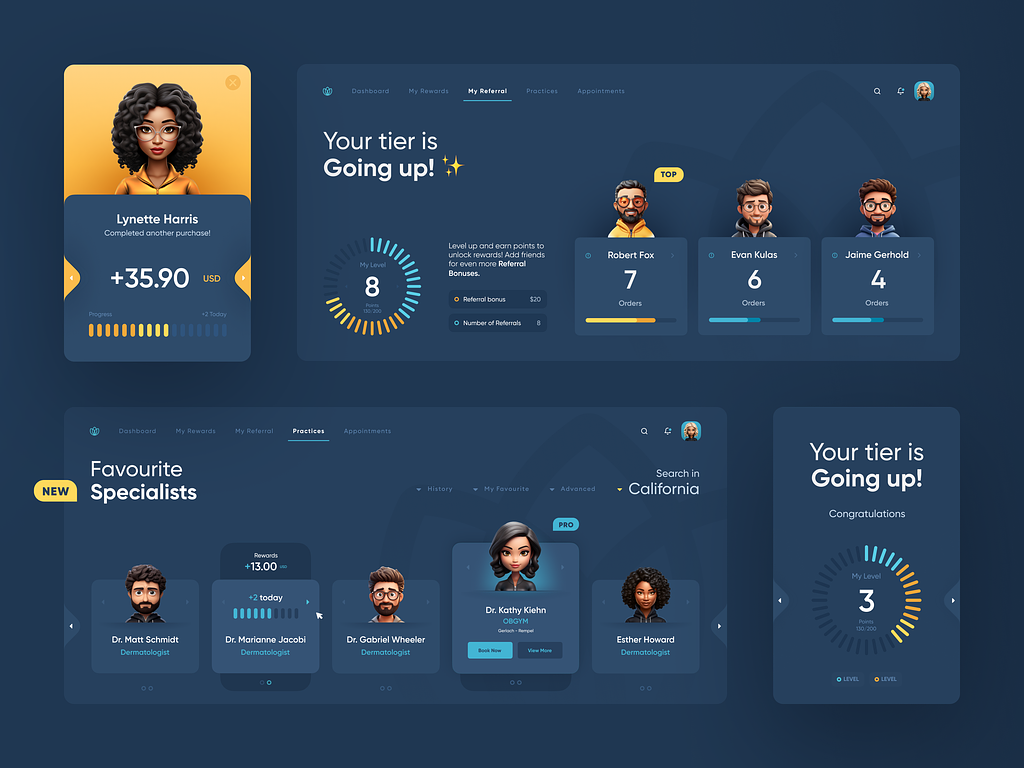 Lynette Harris
Completed another purchase!
+35.90 USD
Progress +2 Today
Dashboard My Rewards My Referral Practices Appointments
Your tier is
Going up!
My Level
8
Points
130/200
Level up and earn points to
unlock rewards! Add friends
for even more Referral
Bonuses.
Referral bonus $20
Number of Referrals 8
TOP
Robert Fox
7
Orders
Evan Kulas
6
Orders
Jaime Gerhold
4
Orders
Dashboard My Rewards My Referral Practices Appointments
NEW
Favourite
Specialists
History My Favourite Advanced
Search in
California
Dr. Matt Schmidt
Dermatologist
Rewards
+13.00 USD
+2 today
Dr. Marianne Jacobi
Dermatologist
Dr. Gabriel Wheeler
Dermatologist
PRO
Dr. Kathy Kiehn
OBGYM
Gerlach - Rempel
Book Now View More
Esther Howard
Dermatologist
Your tier is
Going up!
Congratulations
My Level
3
Points
130/200
LEVEL LEVEL